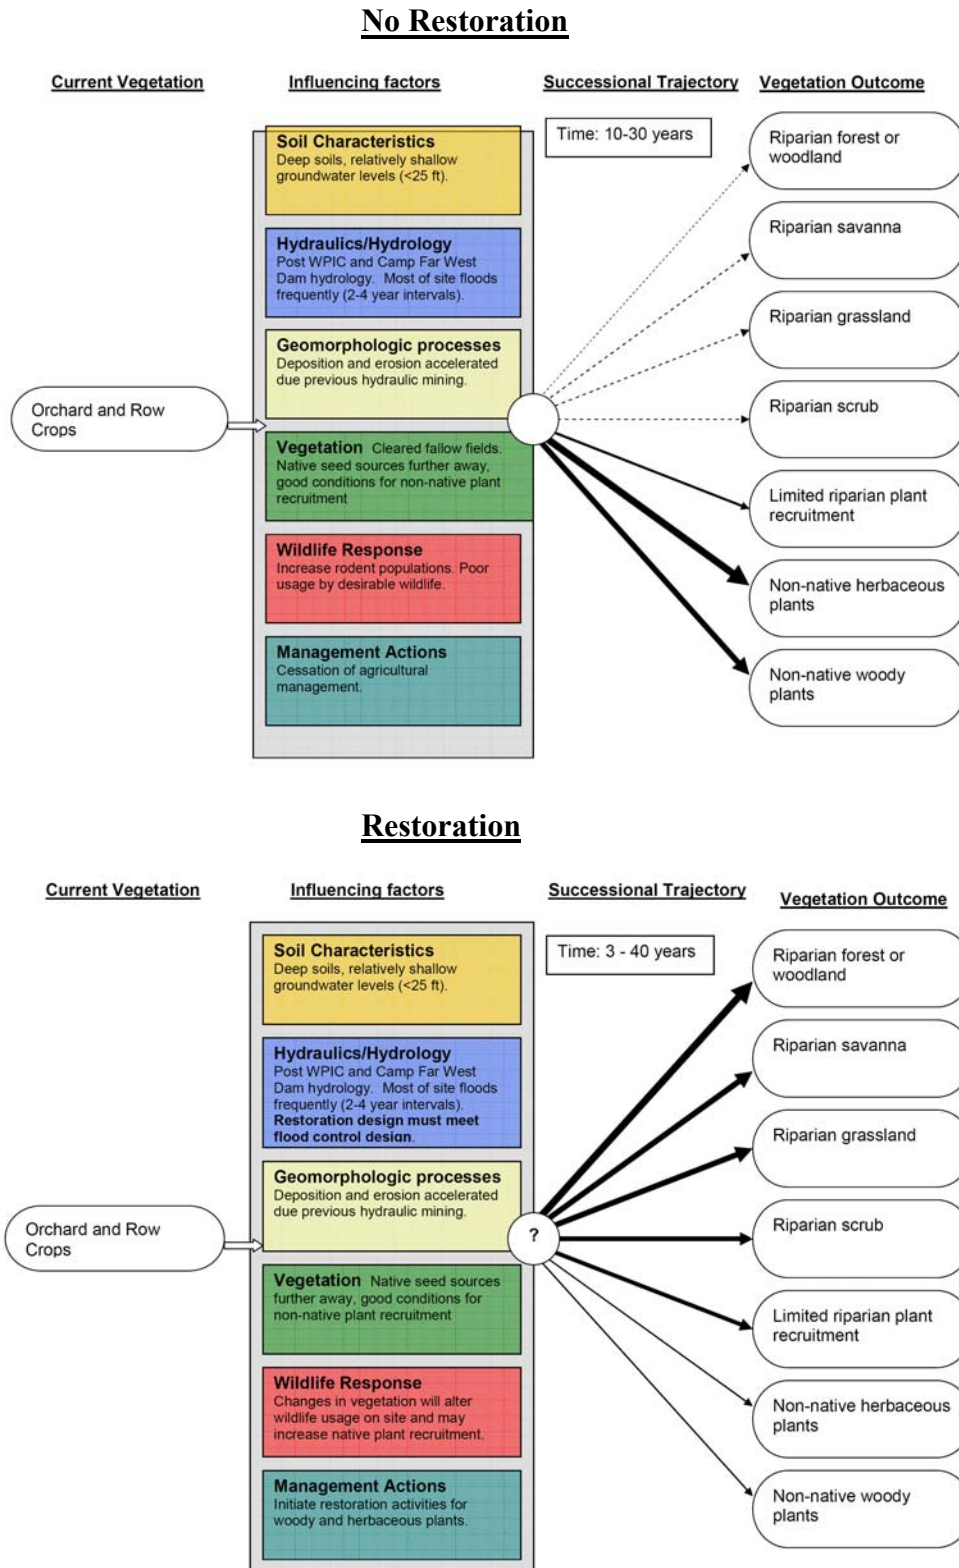 No Restoration
Current Vegetation
Influencing factors
Successional Trajectory
Vegetation Outcome
Time: 10-30 years
Orchard and Row
Crops
Soil Characteristics
Deep soils, relatively shallow
groundwater levels (<25 ft).
Hydraulics/Hydrology
Post WPIC and Camp Far West
Dam hydrology. Most of site floods
frequently (2-4 year intervals).
Geomorphologic processes
Deposition and erosion accelerated
due previous hydraulic mining.
Vegetation Cleared fallow fields.
Native seed sources further away,
good conditions for non-native plant
recruitment
Wildlife Response
Increase rodent populations. Poor
usage by desirable wildlife.
Management Actions
Cessation of agricultural
management.
Riparian forest or
woodland
Riparian savanna
Riparian grassland
Riparian scrub
Limited riparian plant
recruitment
Non-native herbaceous
plants
Non-native woody
plants
Restoration
Current Vegetation
Influencing factors
Successional Trajectory
Vegetation Outcome
Time: 3 - 40 years
Orchard and Row
Crops
Soil Characteristics
Deep soils, relatively shallow
groundwater levels (<25 ft).
Hydraulics/Hydrology
Post WPIC and Camp Far West
Dam hydrology. Most of site floods
frequently (2-4 year intervals).
Restoration design must meet
flood control design.
Geomorphologic processes
Deposition and erosion accelerated
due previous hydraulic mining.
Vegetation Native seed sources
further away, good conditions for
non-native plant recruitment
Wildlife Response
Changes in vegetation will alter
wildlife usage on site and may
increase native plant recruitment.
Management Actions
Initiate restoration activities for
woody and herbaceous plants.
?
Riparian forest or
woodland
Riparian savanna
Riparian grassland
Riparian scrub
Limited riparian plant
recruitment
Non-native herbaceous
plants
Non-native woody
plants